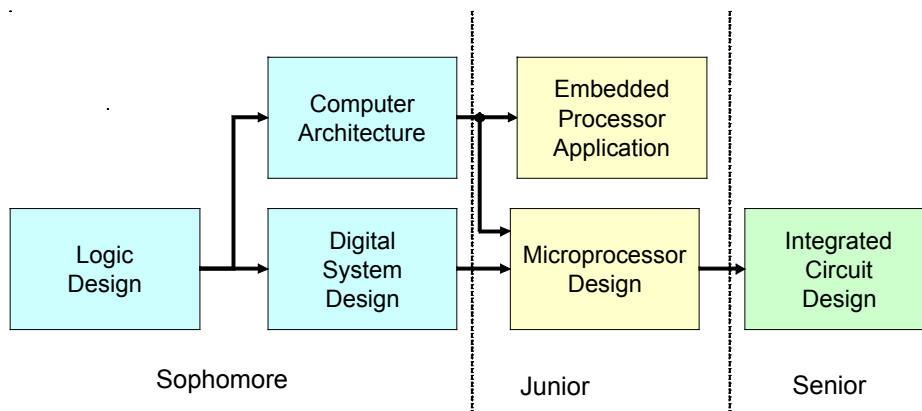 Computer
Architecture
Embedded
Processor
Application
Logic
Design
Digital
System
Design
Microprocessor
Design
Integrated
Circuit
Design
Sophomore
Junior
Senior